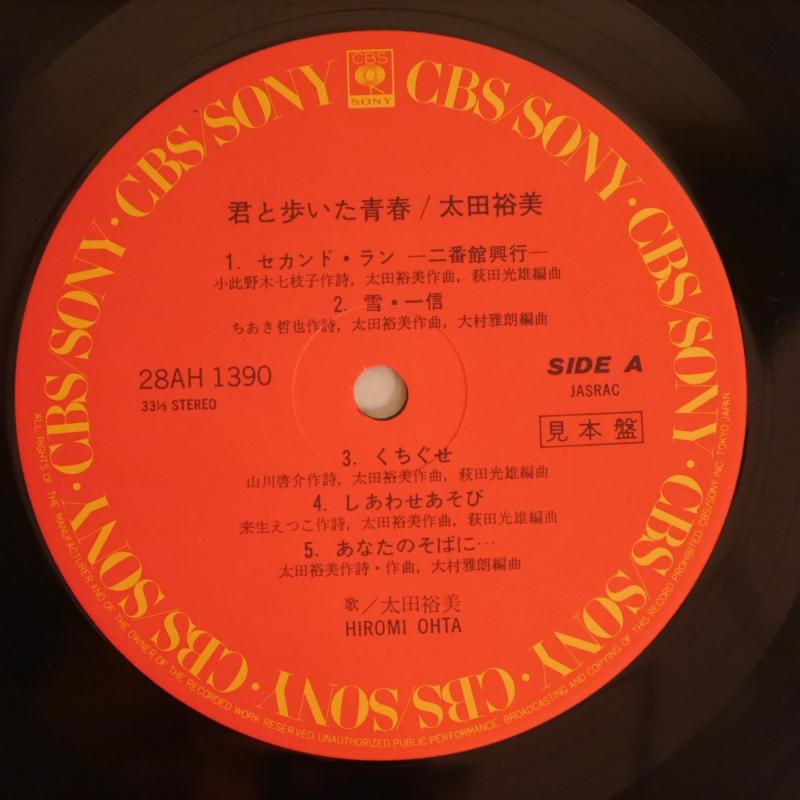 CBS
SONY
CBS/SONY · CBS/SONY · CBS/SONY · CBS/SONY · CBS/SONY · CBS/SONY · CBS/SONY · CBS/SONY
君と歩いた青春/太田裕美
1. セカンド・ラン ―二番館興行―
小此野木七枝子作詩, 太田裕美作曲, 萩田光雄編曲
2. 雪・一信
ちあき哲也作詩, 太田裕美作曲, 大村雅朗編曲
28AH 1390
33⅓ STEREO
SIDE A
JASRAC
見本盤
3. くちぐせ
山川啓介作詩, 太田裕美作曲, 萩田光雄編曲
4. しあわせあそび
来生えつこ作詩, 太田裕美作曲, 萩田光雄編曲
5. あなたのそばに…
太田裕美作詩・作曲, 大村雅朗編曲
歌/太田裕美
HIROMI OHTA
ALL RIGHTS OF THE MANUFACTURER AND OF THE OWNER OF THE RECORDED WORK RESERVED. UNAUTHORIZED PUBLIC PERFORMANCE, BROADCASTING AND COPYING OF THIS RECORD PROHIBITED. CBS/SONY INC. TOKYO JAPAN.